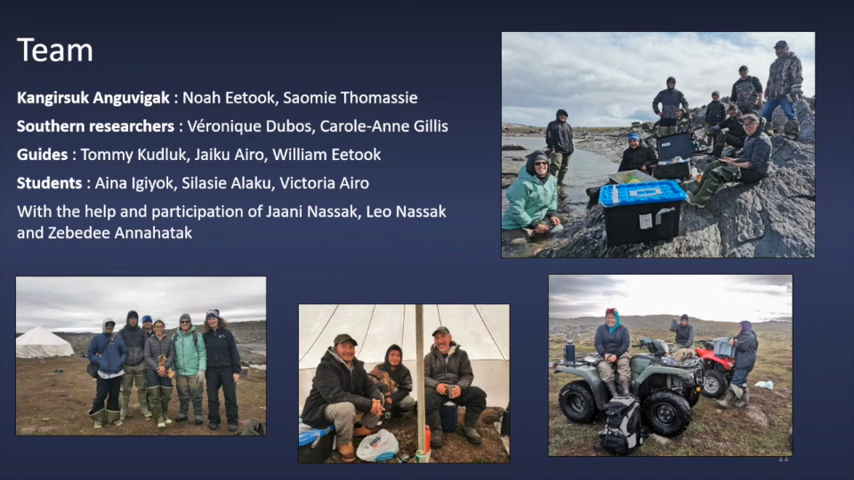 Team
Kangirsuk Anguvigak : Noah Eetook, Saomie Thomassie
Southern researchers : Véronique Dubos, Carole-Anne Gillis
Guides : Tommy Kudluk, Jaiku Airo, William Eetook
Students : Aina Igiyok, Silasie Alaku, Victoria Airo
With the help and participation of Jaani Nassak, Leo Nassak
and Zebedee Annahatak
11